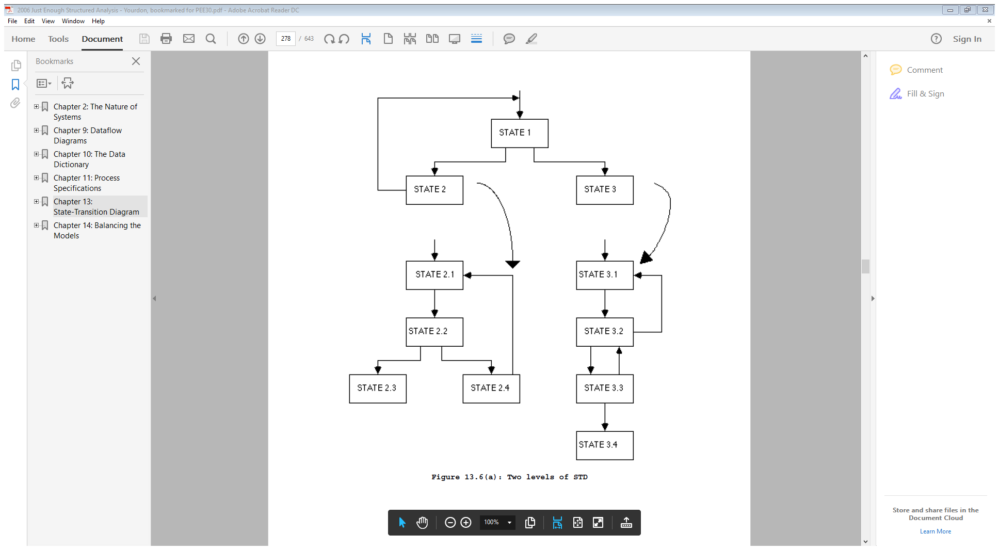 2006 Just Enough Structured Analysis - Yourdon, bookmarked for PEE30.pdf - Adobe Acrobat Reader DC
File Edit View Window Help
Home Tools Document 278 / 643 Sign In
Bookmarks
Chapter 2: The Nature of
Systems
Chapter 9: Dataflow
Diagrams
Chapter 10: The Data
Dictionary
Chapter 11: Process
Specifications
Chapter 13:
State-Transition Diagram
Chapter 14: Balancing the
Models
STATE 1
STATE 2
STATE 3
STATE 2.1
STATE 3.1
STATE 2.2
STATE 3.2
STATE 2.3
STATE 2.4
STATE 3.3
STATE 3.4
Figure 13.6(a): Two levels of STD
100%
Comment
Fill & Sign
Store and share files in the
Document Cloud
Learn More